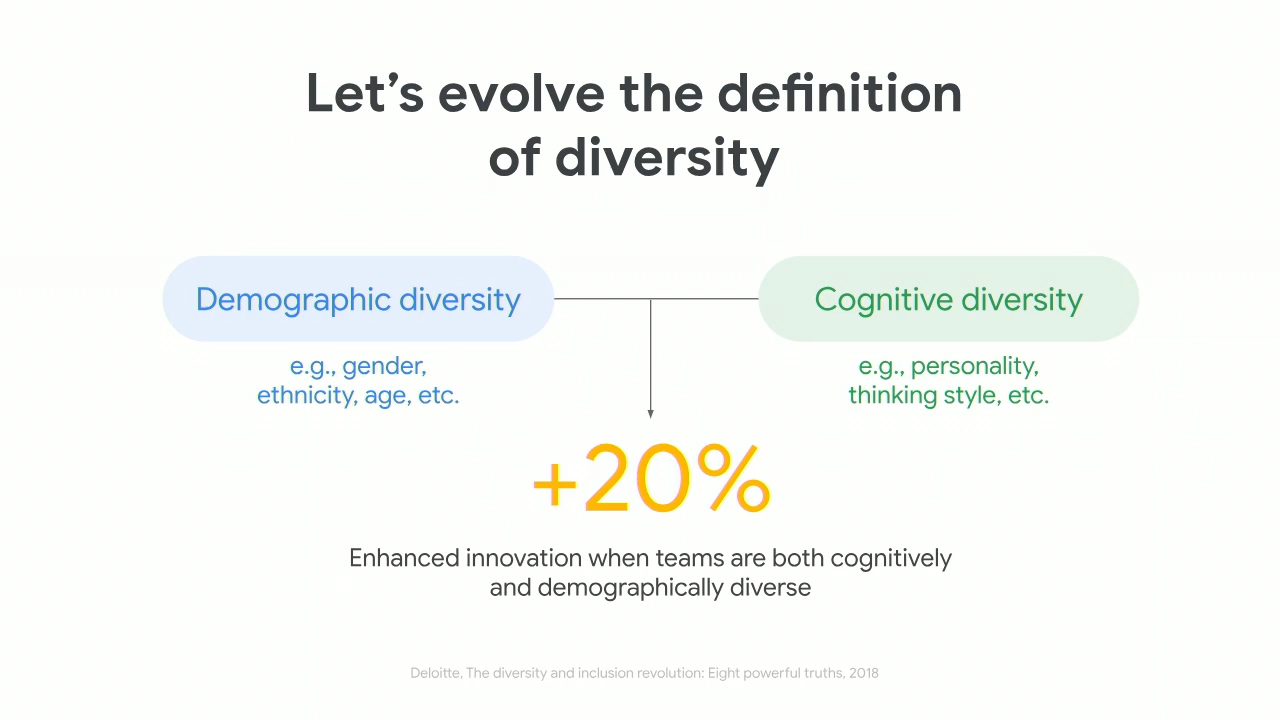 Let’s evolve the definition
of diversity
Demographic diversity
e.g., gender,
ethnicity, age, etc.
Cognitive diversity
e.g., personality,
thinking style, etc.
+20%
Enhanced innovation when teams are both cognitively
and demographically diverse
Deloitte, The diversity and inclusion revolution: Eight powerful truths, 2018